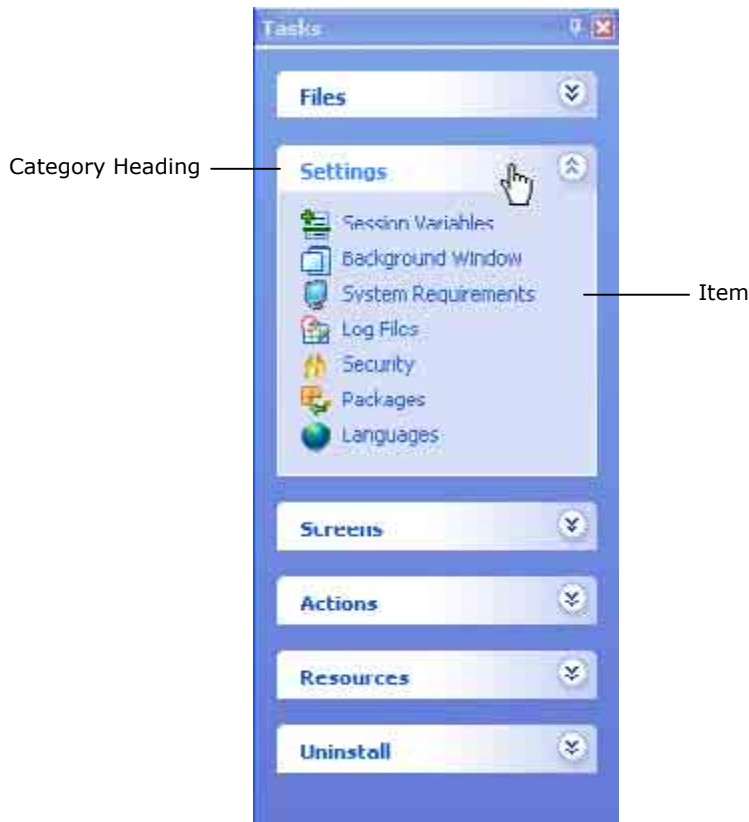 Tasks
Files
Category Heading
Settings
Session Variables
Background Window
System Requirements
Item
Log Files
Security
Packages
Languages
Screens
Actions
Resources
Uninstall